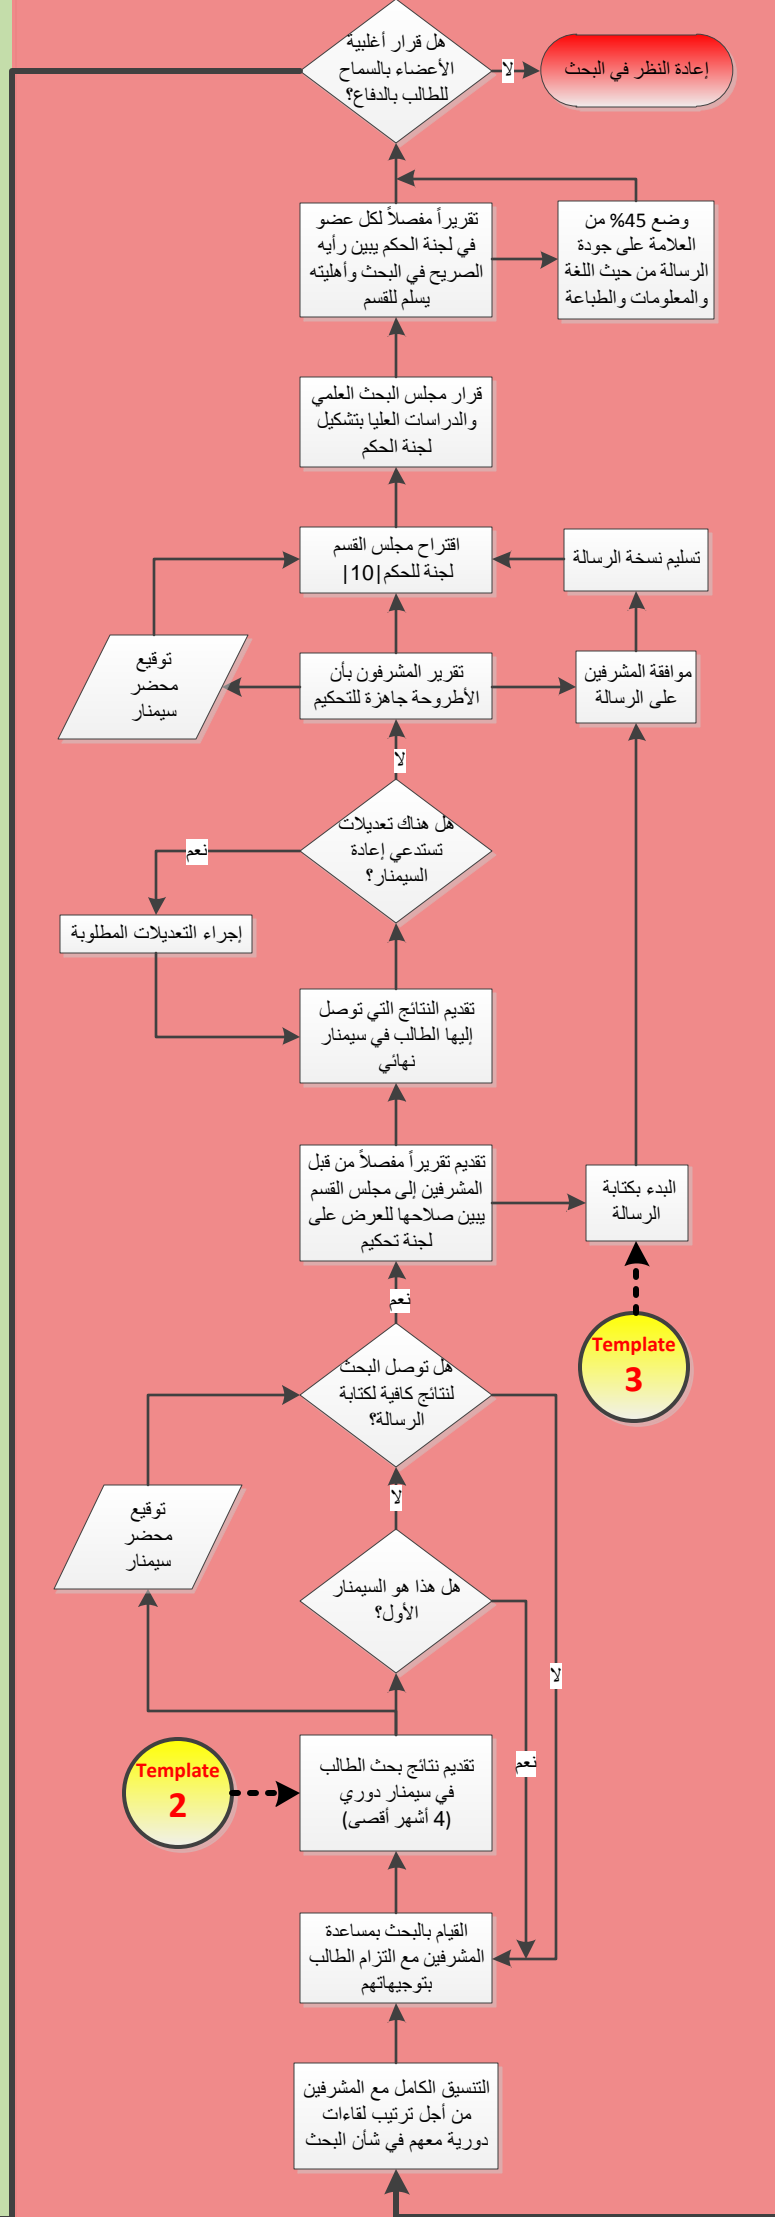 هل قرار أغلبية
الأعضاء بالسماح
للطالب بالدفاع؟
لا
إعادة النظر في البحث
تقريراً مفصلاً لكل عضو
في لجنة الحكم يبين رأيه
الصريح في البحث وأهليته
يسلم للقسم
وضع 45% من
العلامة على جودة
الرسالة من حيث اللغة
والمعلومات والطباعة
قرار مجلس البحث العلمي
والدراسات العليا بتشكيل
لجنة الحكم
اقتراح مجلس القسم
لجنة للحكم|10|
تسليم نسخة الرسالة
توقيع
محضر
سيمنار
تقرير المشرفون بأن
الأطروحة جاهزة للتحكيم
موافقة المشرفين
على الرسالة
لا
هل هناك تعديلات
تستدعي إعادة
السيمنار؟
نعم
إجراء التعديلات المطلوبة
تقديم النتائج التي توصل
إليها الطالب في سيمنار
نهائي
تقديم تقريراً مفصلاً من قبل
المشرفين إلى مجلس القسم
يبين صلاحها للعرض على
لجنة تحكيم
البدء بكتابة
الرسالة
نعم
Template
3
هل توصل البحث
لنتائج كافية لكتابة
الرسالة؟
توقيع
محضر
سيمنار
لا
هل هذا هو السيمنار
الأول؟
لا
نعم
Template
2
تقديم نتائج بحث الطالب
في سيمنار دوري
(4 أشهر أقصى)
القيام بالبحث بمساعدة
المشرفين مع التزام الطالب
بتوجيهاتهم
التنسيق الكامل مع المشرفين
من أجل ترتيب لقاءات
دورية معهم في شأن البحث